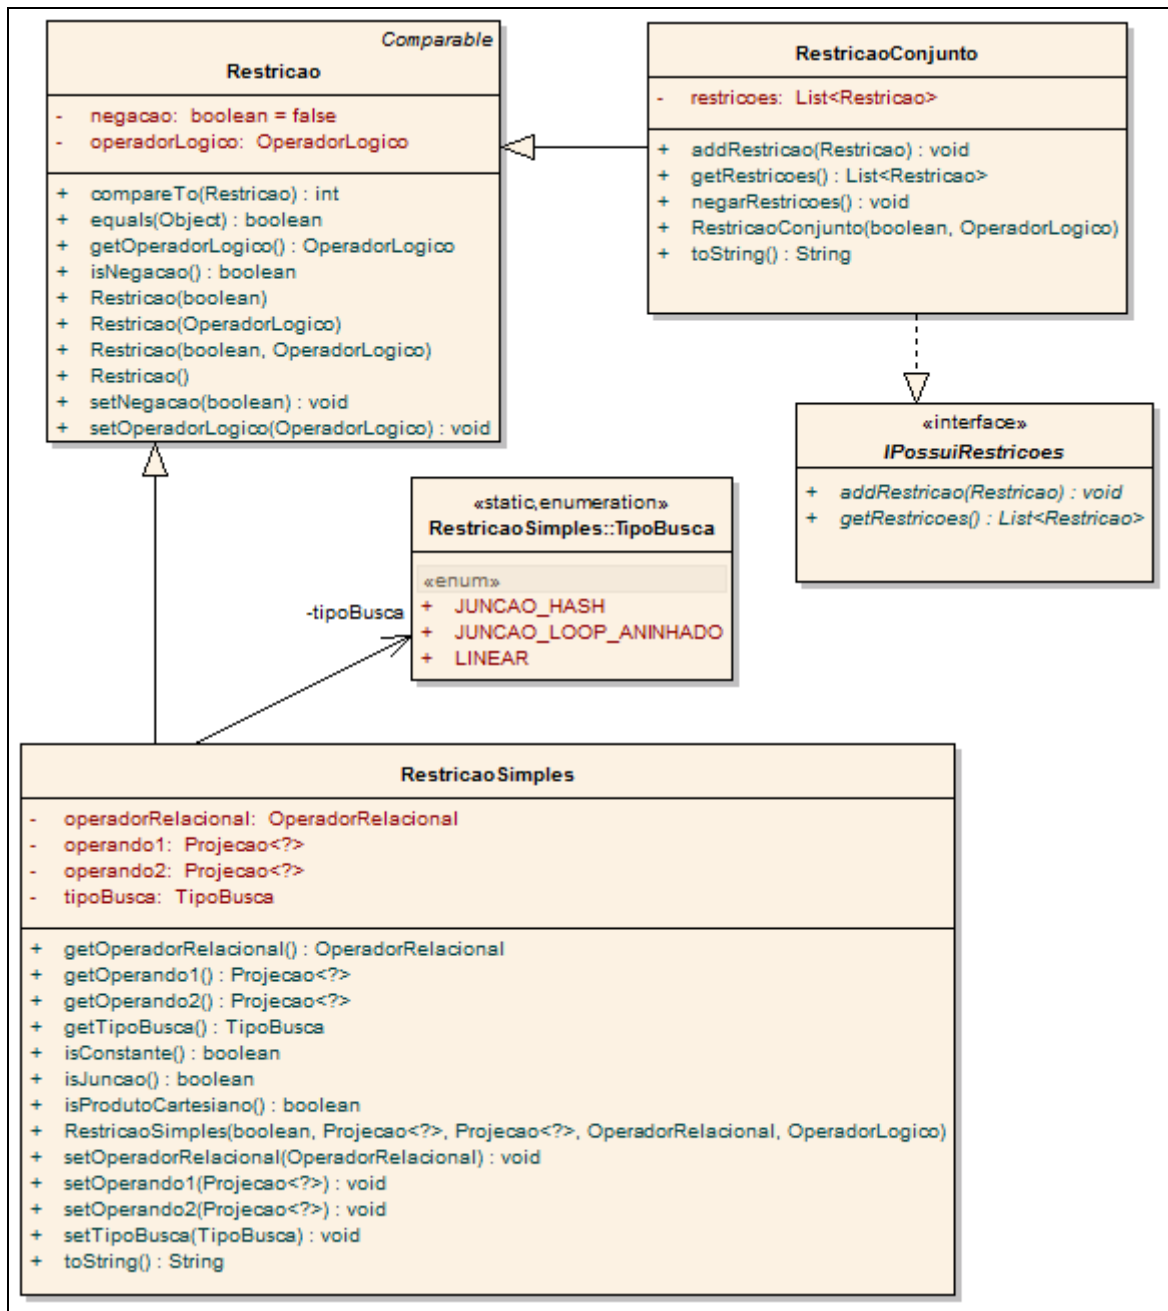 Comparable
Restricao
- negacao: boolean = false
- operadorLogico: OperadorLogico
+ compareTo(Restricao) : int
+ equals(Object) : boolean
+ getOperadorLogico() : OperadorLogico
+ isNegacao() : boolean
+ Restricao(boolean)
+ Restricao(OperadorLogico)
+ Restricao(boolean, OperadorLogico)
+ Restricao()
+ setNegacao(boolean) : void
+ setOperadorLogico(OperadorLogico) : void
RestricaoConjunto
- restricoes: List<Restricao>
+ addRestricao(Restricao) : void
+ getRestricoes() : List<Restricao>
+ negarRestricoes() : void
+ RestricaoConjunto(boolean, OperadorLogico)
+ toString() : String
«interface»
IPossuiRestricoes
+ addRestricao(Restricao) : void
+ getRestricoes() : List<Restricao>
«static,enumeration»
RestricaoSimples::TipoBusca
«enum»
+ JUNCAO_HASH
+ JUNCAO_LOOP_ANINHADO
+ LINEAR
-tipoBusca
RestricaoSimples
- operadorRelacional: OperadorRelacional
- operando1: Projecao<?>
- operando2: Projecao<?>
- tipoBusca: TipoBusca
+ getOperadorRelacional() : OperadorRelacional
+ getOperando1() : Projecao<?>
+ getOperando2() : Projecao<?>
+ getTipoBusca() : TipoBusca
+ isConstante() : boolean
+ isJuncao() : boolean
+ isProdutoCartesiano() : boolean
+ RestricaoSimples(boolean, Projecao<?>, Projecao<?>, OperadorRelacional, OperadorLogico)
+ setOperadorRelacional(OperadorRelacional) : void
+ setOperando1(Projecao<?>) : void
+ setOperando2(Projecao<?>) : void
+ setTipoBusca(TipoBusca) : void
+ toString() : String